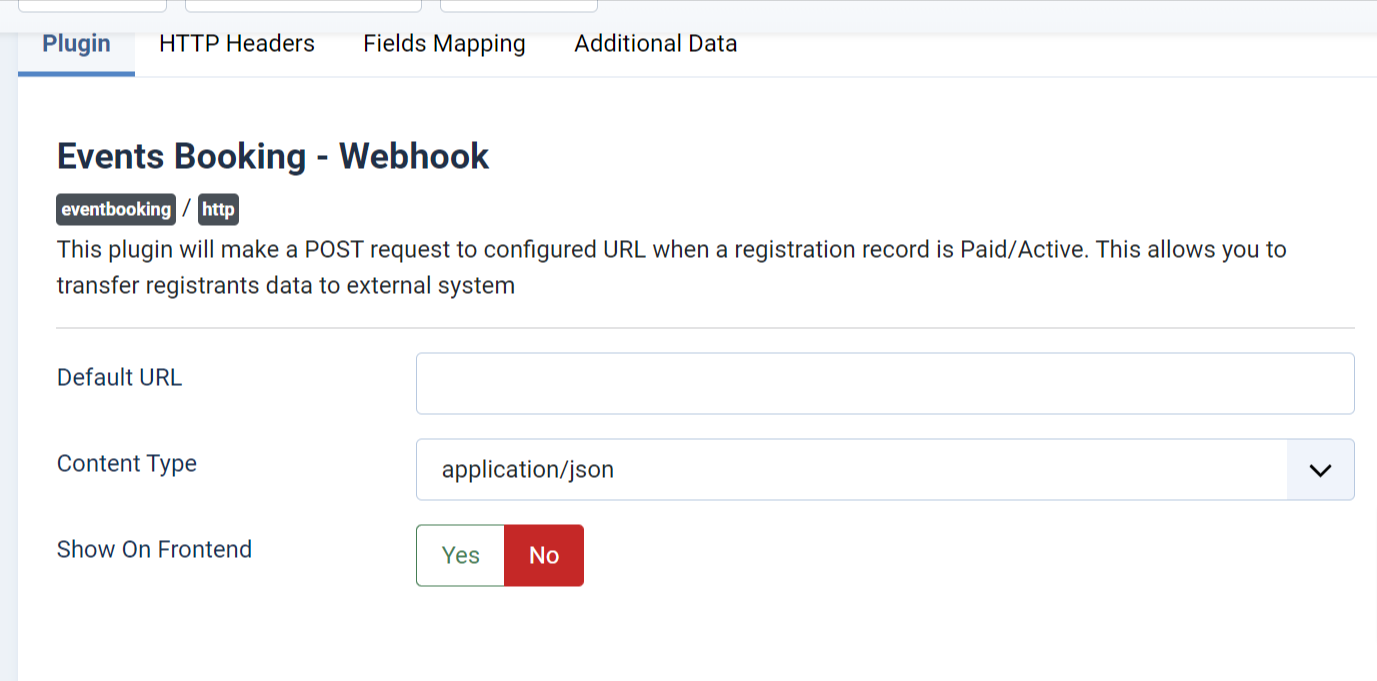 Plugin HTTP Headers Fields Mapping Additional Data
Events Booking - Webhook
eventbooking / http
This plugin will make a POST request to configured URL when a registration record is Paid/Active. This allows you to
transfer registrants data to external system
Default URL
Content Type application/json
Show On Frontend Yes No